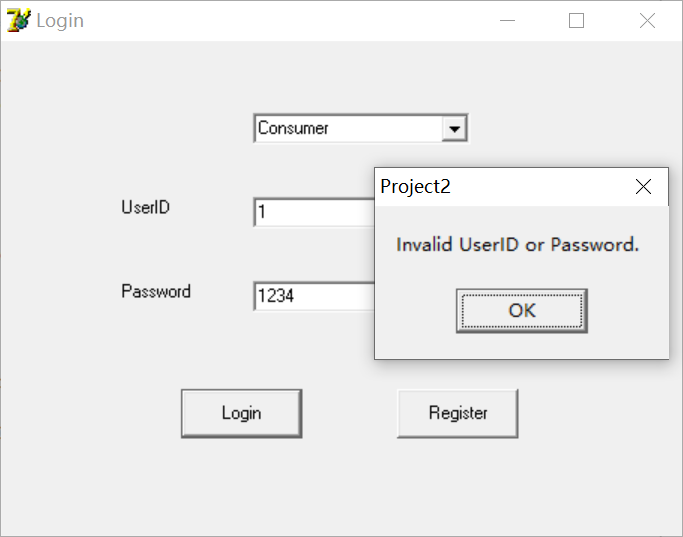 Login
Consumer
Project2
UserID
1
Invalid UserID or Password.
Password
1234
OK
Login
Register